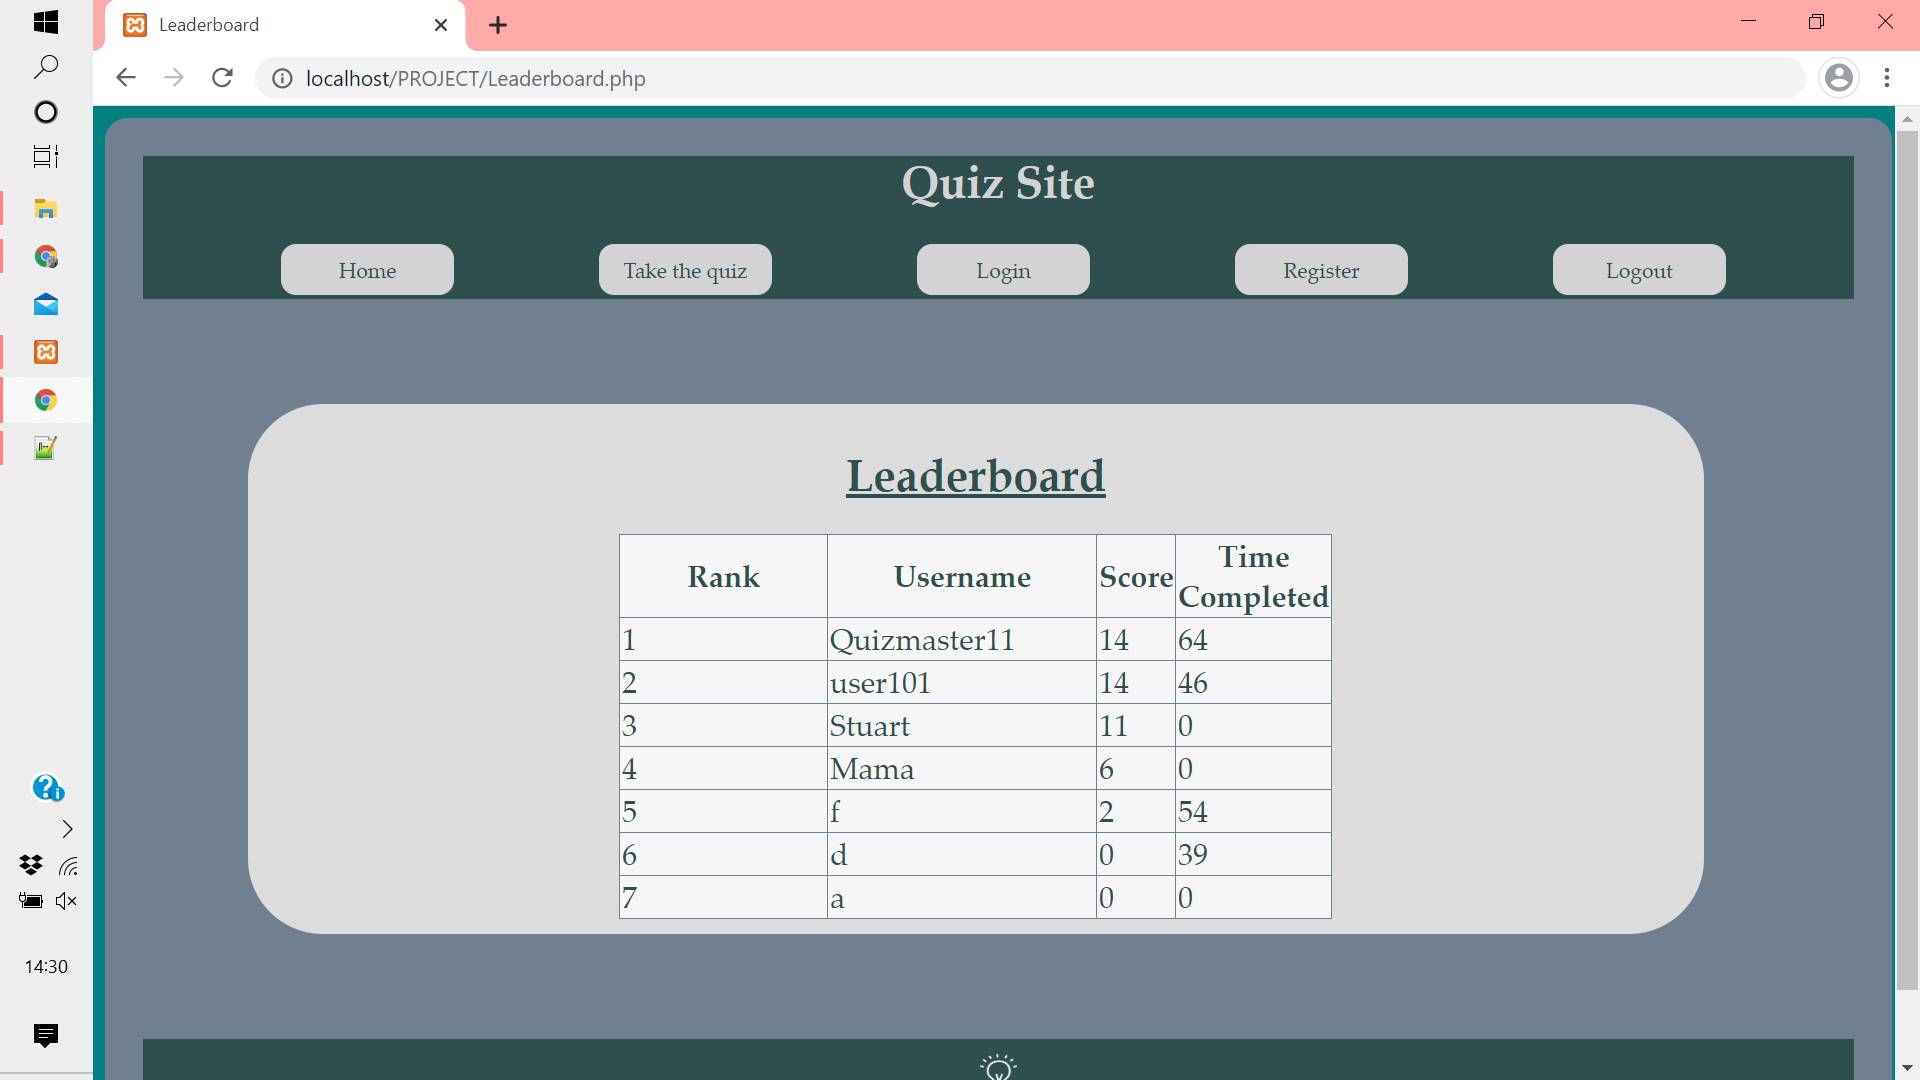 Leaderboard
localhost/PROJECT/Leaderboard.php
Quiz Site
Home Take the quiz Login Register Logout
Leaderboard
Rank Username Score Time Completed
1 Quizmaster11 14 64
2 user101 14 46
3 Stuart 11 0
4 Mama 6 0
5 f 2 54
6 d 0 39
7 a 0 0
14:30